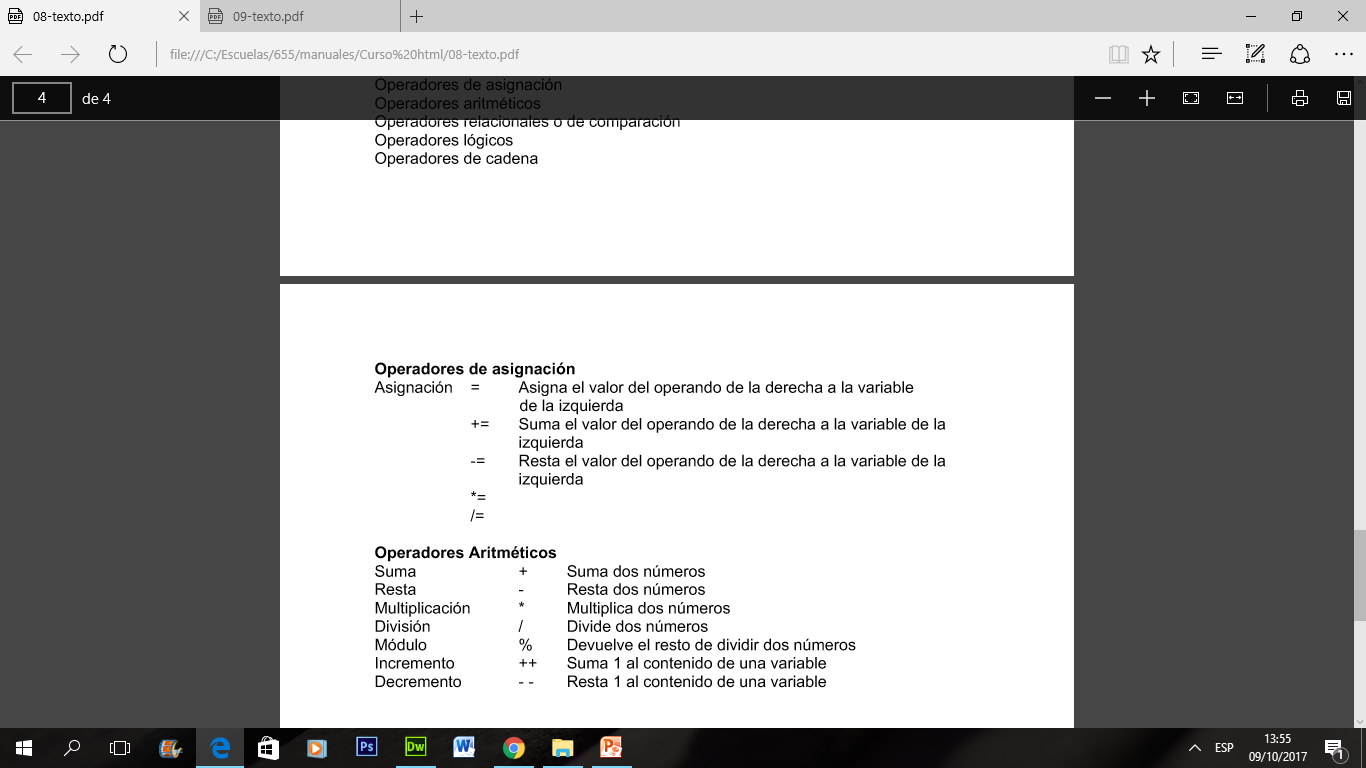 08-texto.pdf
09-texto.pdf
file:///C:/Escuelas/655/manuales/Curso%20html/08-texto.pdf
4 de 4
Operadores de asignación
Operadores aritméticos
Operadores relacionales o de comparación
Operadores lógicos
Operadores de cadena
Operadores de asignación
Asignación = Asigna el valor del operando de la derecha a la variable
de la izquierda
+= Suma el valor del operando de la derecha a la variable de la
izquierda
-= Resta el valor del operando de la derecha a la variable de la
izquierda
*=
/=
Operadores Aritméticos
Suma + Suma dos números
Resta - Resta dos números
Multiplicación * Multiplica dos números
División / Divide dos números
Módulo % Devuelve el resto de dividir dos números
Incremento ++ Suma 1 al contenido de una variable
Decremento - - Resta 1 al contenido de una variable
Ps
Dw
ESP
13:55
09/10/2017
1